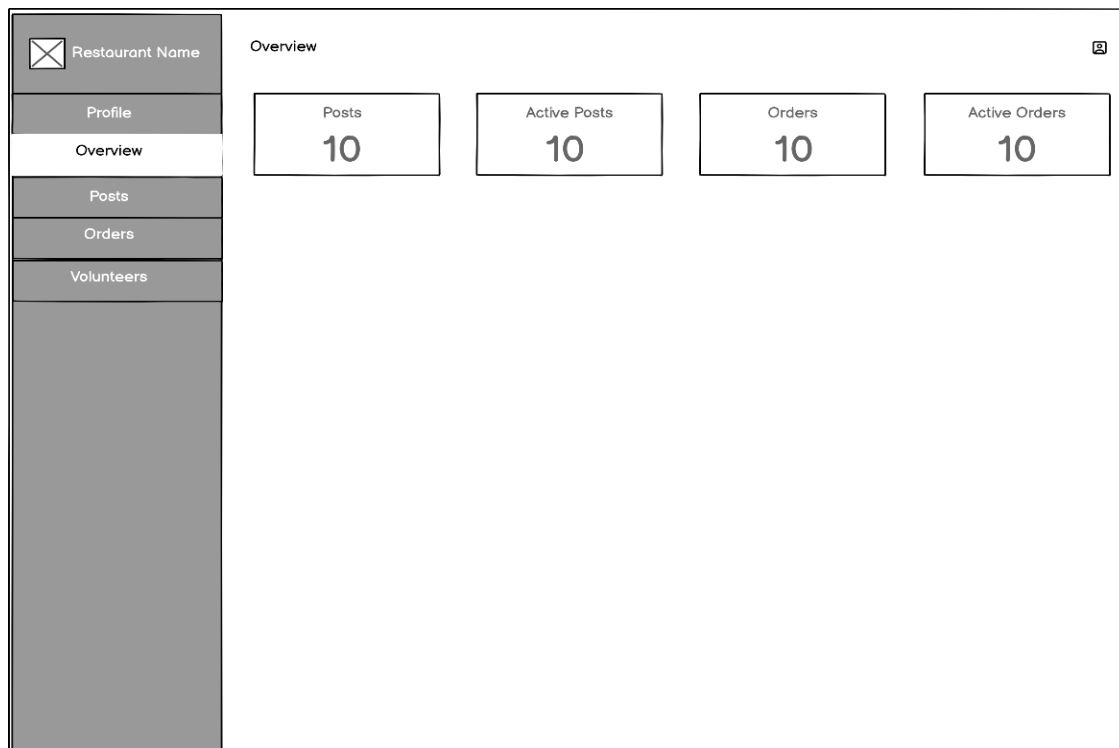 Restaurant Name
Profile
Overview
Posts
Orders
Volunteers
Overview
Posts
10
Active Posts
10
Orders
10
Active Orders
10